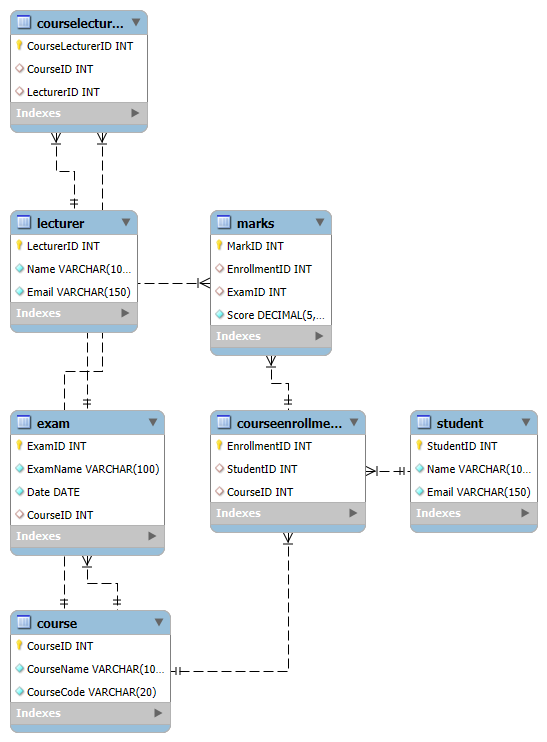 courselectur...
CourseLecturerID INT
CourseID INT
LecturerID INT
Indexes
lecturer
LecturerID INT
Name VARCHAR(10...
Email VARCHAR(150)
Indexes
marks
MarkID INT
EnrollmentID INT
ExamID INT
Score DECIMAL(5,...
Indexes
exam
ExamID INT
ExamName VARCHAR(100)
Date DATE
CourseID INT
Indexes
courseenrollme...
EnrollmentID INT
StudentID INT
CourseID INT
Indexes
student
StudentID INT
Name VARCHAR(10...
Email VARCHAR(150)
Indexes
course
CourseID INT
CourseName VARCHAR(10...
CourseCode VARCHAR(20)
Indexes